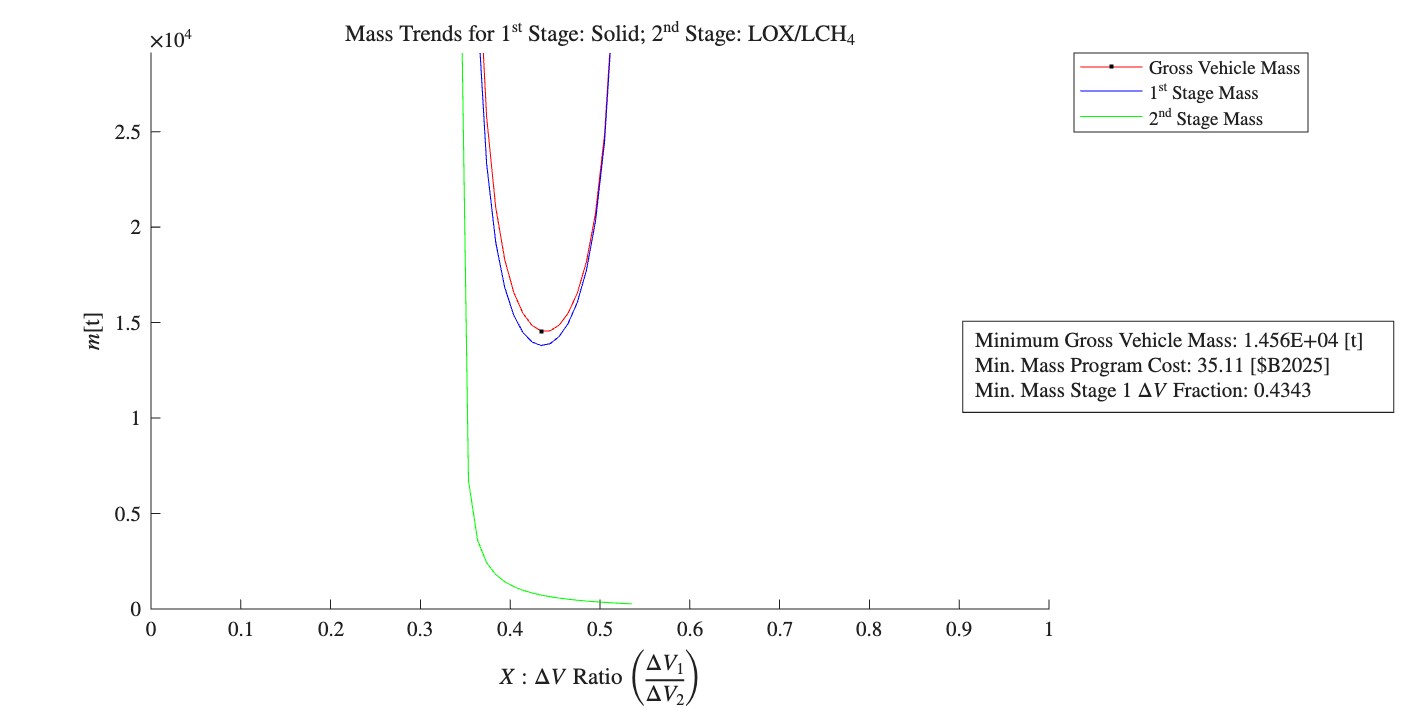 Mass Trends for 1st Stage: Solid; 2nd Stage: LOX/LCH4
×10⁴
Gross Vehicle Mass
1st Stage Mass
2nd Stage Mass
2.5
2
1.5
1
0.5
0
m[t]
Minimum Gross Vehicle Mass: 1.456E+04 [t]
Min. Mass Program Cost: 35.11 [$B2025]
Min. Mass Stage 1 ΔV Fraction: 0.4343
0 0.1 0.2 0.3 0.4 0.5 0.6 0.7 0.8 0.9 1
X : ΔV Ratio (ΔV₁/ΔV₂)